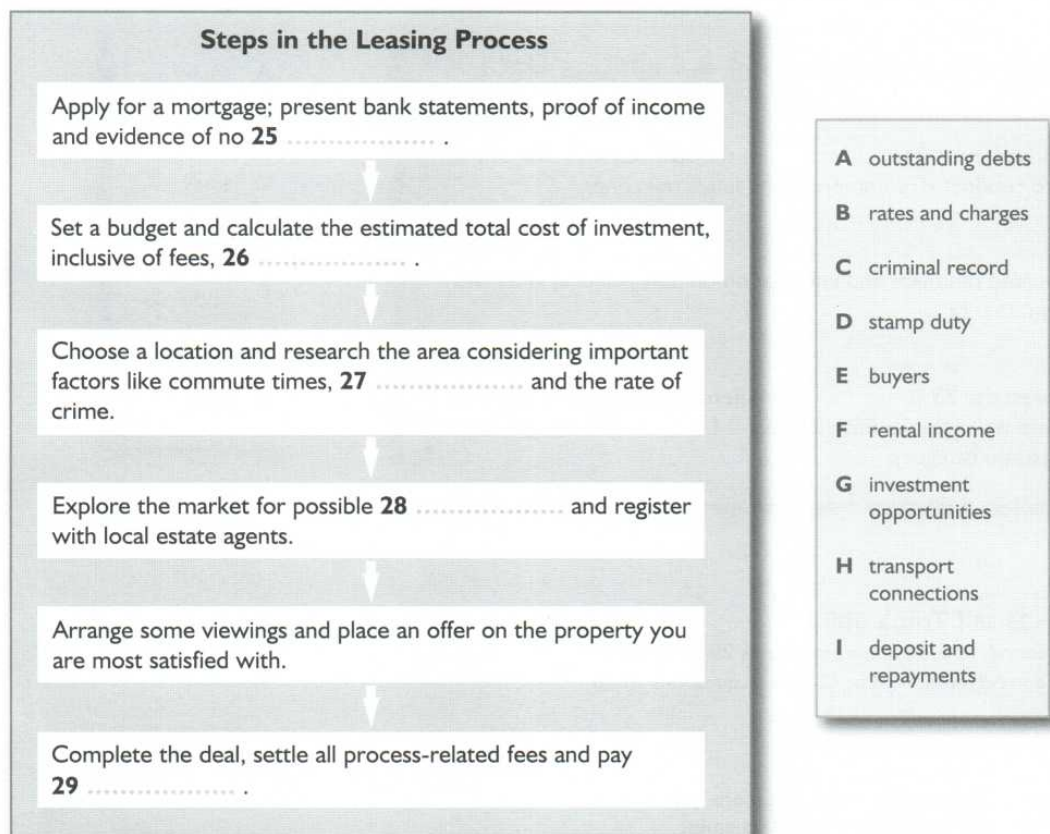 Steps in the Leasing Process
Apply for a mortgage; present bank statements, proof of income
and evidence of no 25 .................. .
Set a budget and calculate the estimated total cost of investment,
inclusive of fees, 26 .................. .
Choose a location and research the area considering important
factors like commute times, 27 .................. and the rate of
crime.
Explore the market for possible 28 .................. and register
with local estate agents.
Arrange some viewings and place an offer on the property you
are most satisfied with.
Complete the deal, settle all process-related fees and pay
29 .................. .
A outstanding debts
B rates and charges
C criminal record
D stamp duty
E buyers
F rental income
G investment
opportunities
H transport
connections
I deposit and
repayments